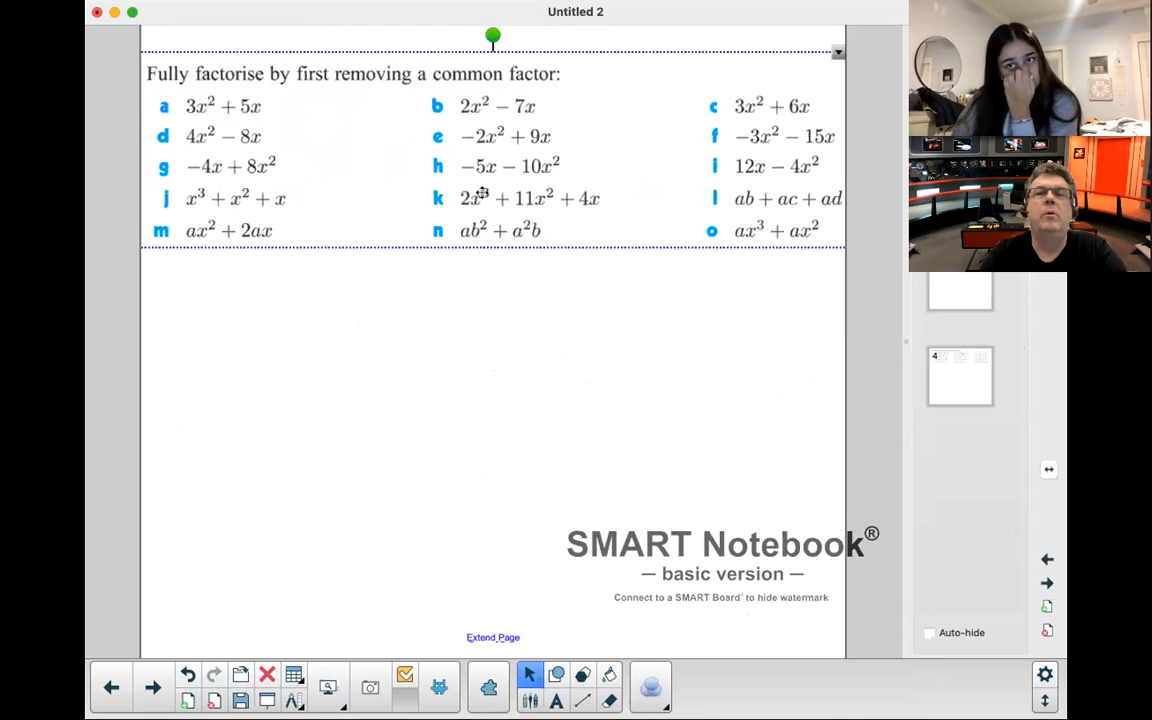 Untitled 2
Fully factorise by first removing a common factor:
a 3x² + 5x b 2x² − 7x c 3x² + 6x
d 4x² − 8x e −2x² + 9x f −3x² − 15x
g −4x + 8x² h −5x − 10x² i 12x − 4x²
j x³ + x² + x k 2x³ + 11x² + 4x l ab + ac + ad
m ax² + 2ax n ab² + a²b o ax³ + ax²
4
SMART Notebook®
— basic version —
Connect to a SMART Board® to hide watermark
Extend Page
Auto-hide